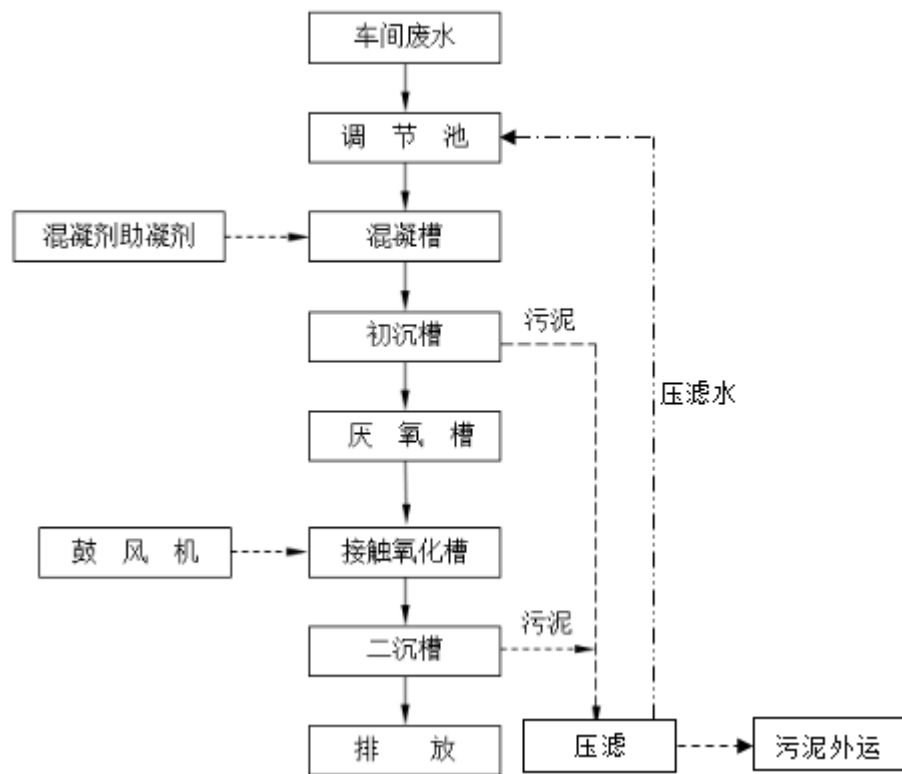 车间废水
调节池
混凝剂助凝剂
混凝槽
初沉槽
污泥
压滤水
厌氧槽
鼓风机
接触氧化槽
污泥
二沉槽
排放
压滤
污泥外运